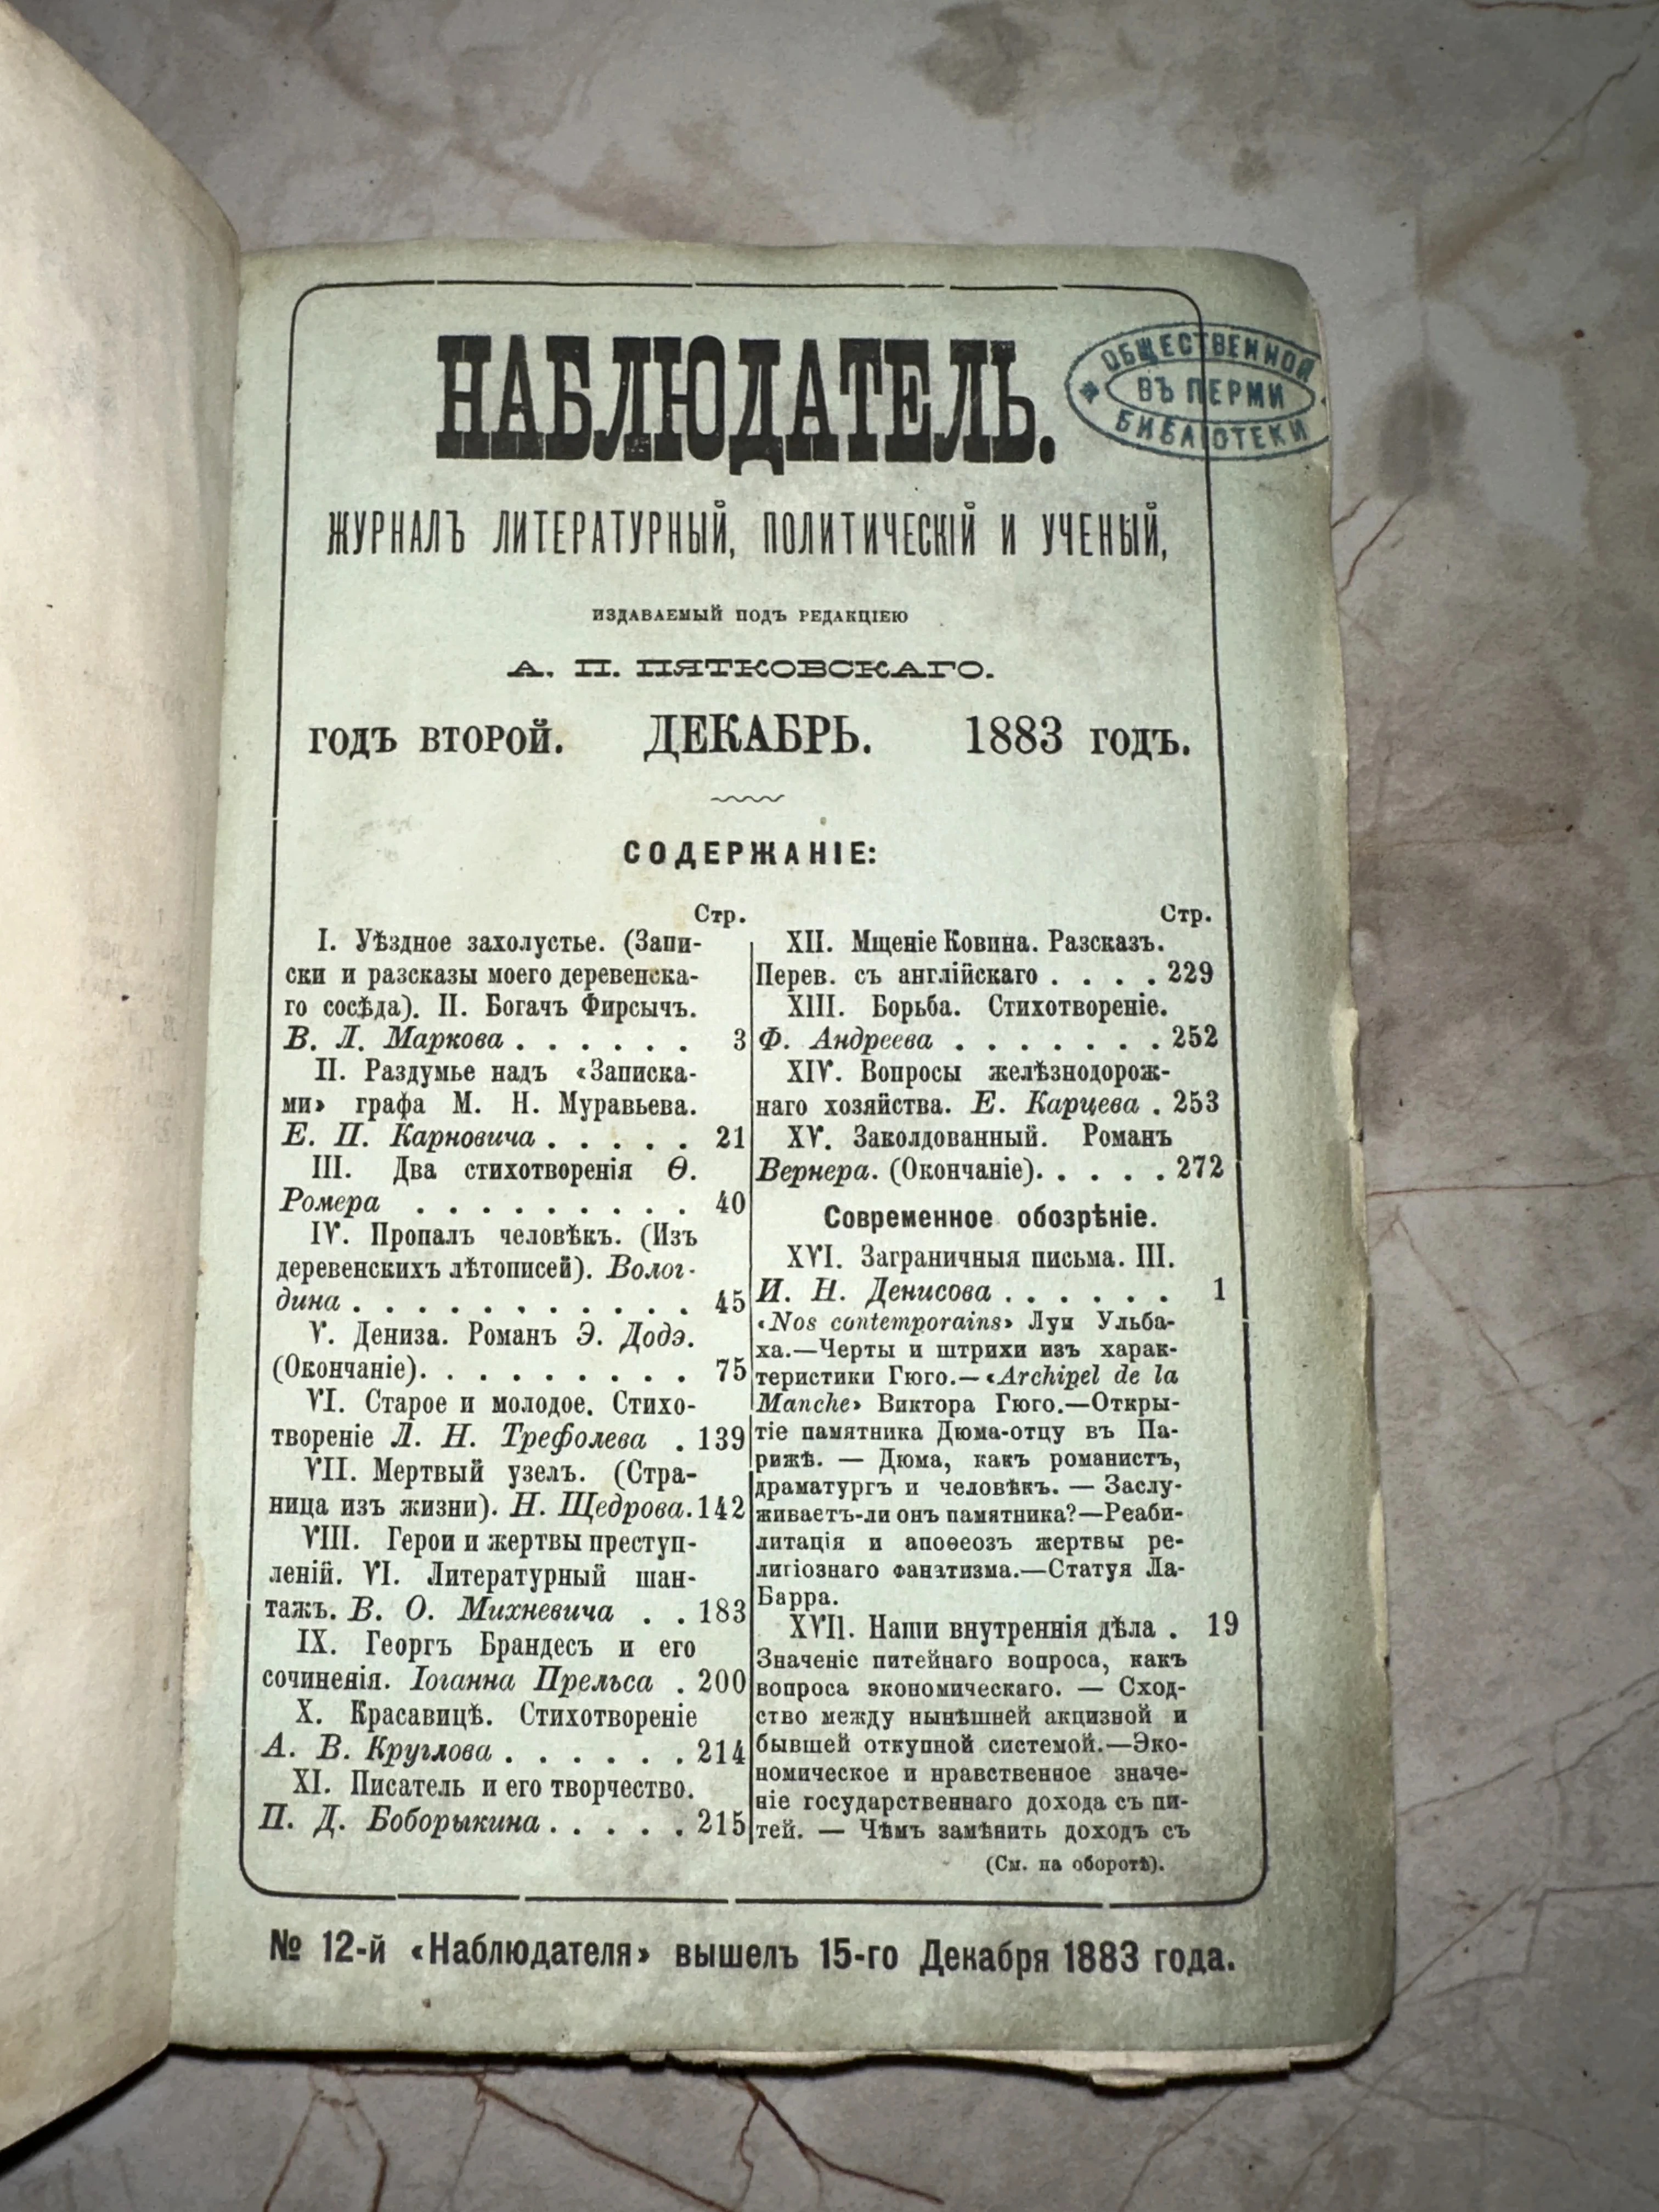 НАБЛЮДАТЕЛЬ.
ОБЩЕСТВЕННОЙ
ВЪ ПЕРМИ
БИБЛІОТЕКИ
ЖУРНАЛЪ ЛИТЕРАТУРНЫЙ, ПОЛИТИЧЕСКІЙ И УЧЕНЫЙ,
ИЗДАВАЕМЫЙ ПОДЪ РЕДАКЦІЕЮ
А. П. ПЯТКОВСКАГО.
ГОДЪ ВТОРОЙ. ДЕКАБРЬ. 1883 ГОДЪ.
СОДЕРЖАНІЕ:
Стр.
I. Уѣздное захолустье. (Запи-
ски и разсказы моего деревенска-
го сосѣда). II. Богачъ Фирсычъ.
В. Л. Маркова . . . . . . 3
II. Раздумье надъ «Записка-
ми» графа М. Н. Муравьева.
Е. П. Карновича . . . . . 21
III. Два стихотворенія Ѳ.
Ромера . . . . . . . . . 40
IV. Пропалъ человѣкъ. (Изъ
деревенскихъ лѣтописей). Волог-
дина . . . . . . . . . . . 45
V. Дениза. Романъ Э. Додэ.
(Окончаніе). . . . . . . . . 75
VI. Старое и молодое. Стихо-
твореніе Л. Н. Трефолева . 139
VII. Мертвый узелъ. (Стра-
ница изъ жизни). Н. Щедрова. 142
VIII. Герои и жертвы преступ-
леній. VI. Литературный шан-
тажъ. В. О. Михневича . . 183
IX. Георгъ Брандесъ и его
сочиненія. Іоганна Прельса . 200
X. Красавицѣ. Стихотвореніе
А. В. Круглова . . . . . . 214
XI. Писатель и его творчество.
П. Д. Боборыкина . . . . . 215
Стр.
XII. Мщеніе Ковина. Разсказъ.
Перев. съ англійскаго . . . . 229
XIII. Борьба. Стихотвореніе.
Ф. Андреева . . . . . . . 252
XIV. Вопросы желѣзнодорож-
наго хозяйства. Е. Карцева . 253
XV. Заколдованный. Романъ
Вернера. (Окончаніе). . . . . 272
Современное обозрѣніе.
XVI. Заграничныя письма. III.
И. Н. Денисова . . . . . . 1
«Nos contemporains» Луи Ульба-
ха.—Черты и штрихи изъ харак-
теристики Гюго.—«Archipel de la
Manche» Виктора Гюго.—Откры-
тіе памятника Дюма-отцу въ Па-
рижѣ. — Дюма, какъ романистъ,
драматургъ и человѣкъ. — Заслу-
живаетъ-ли онъ памятника?—Реаби-
литація и апоѳеозъ жертвы ре-
лигіознаго фанатизма.—Статуя Ла-
Барра.
XVII. Наши внутреннія дѣла . 19
Значеніе питейнаго вопроса, какъ
вопроса экономическаго. — Сход-
ство между нынѣшней акцизной и
бывшей откупной системой.—Эко-
номическое и нравственное значе-
ніе государственнаго дохода съ пи-
тей. — Чѣмъ замѣнить доходъ съ
(См. на оборотѣ).
№ 12-й «Наблюдателя» вышелъ 15-го Декабря 1883 года.